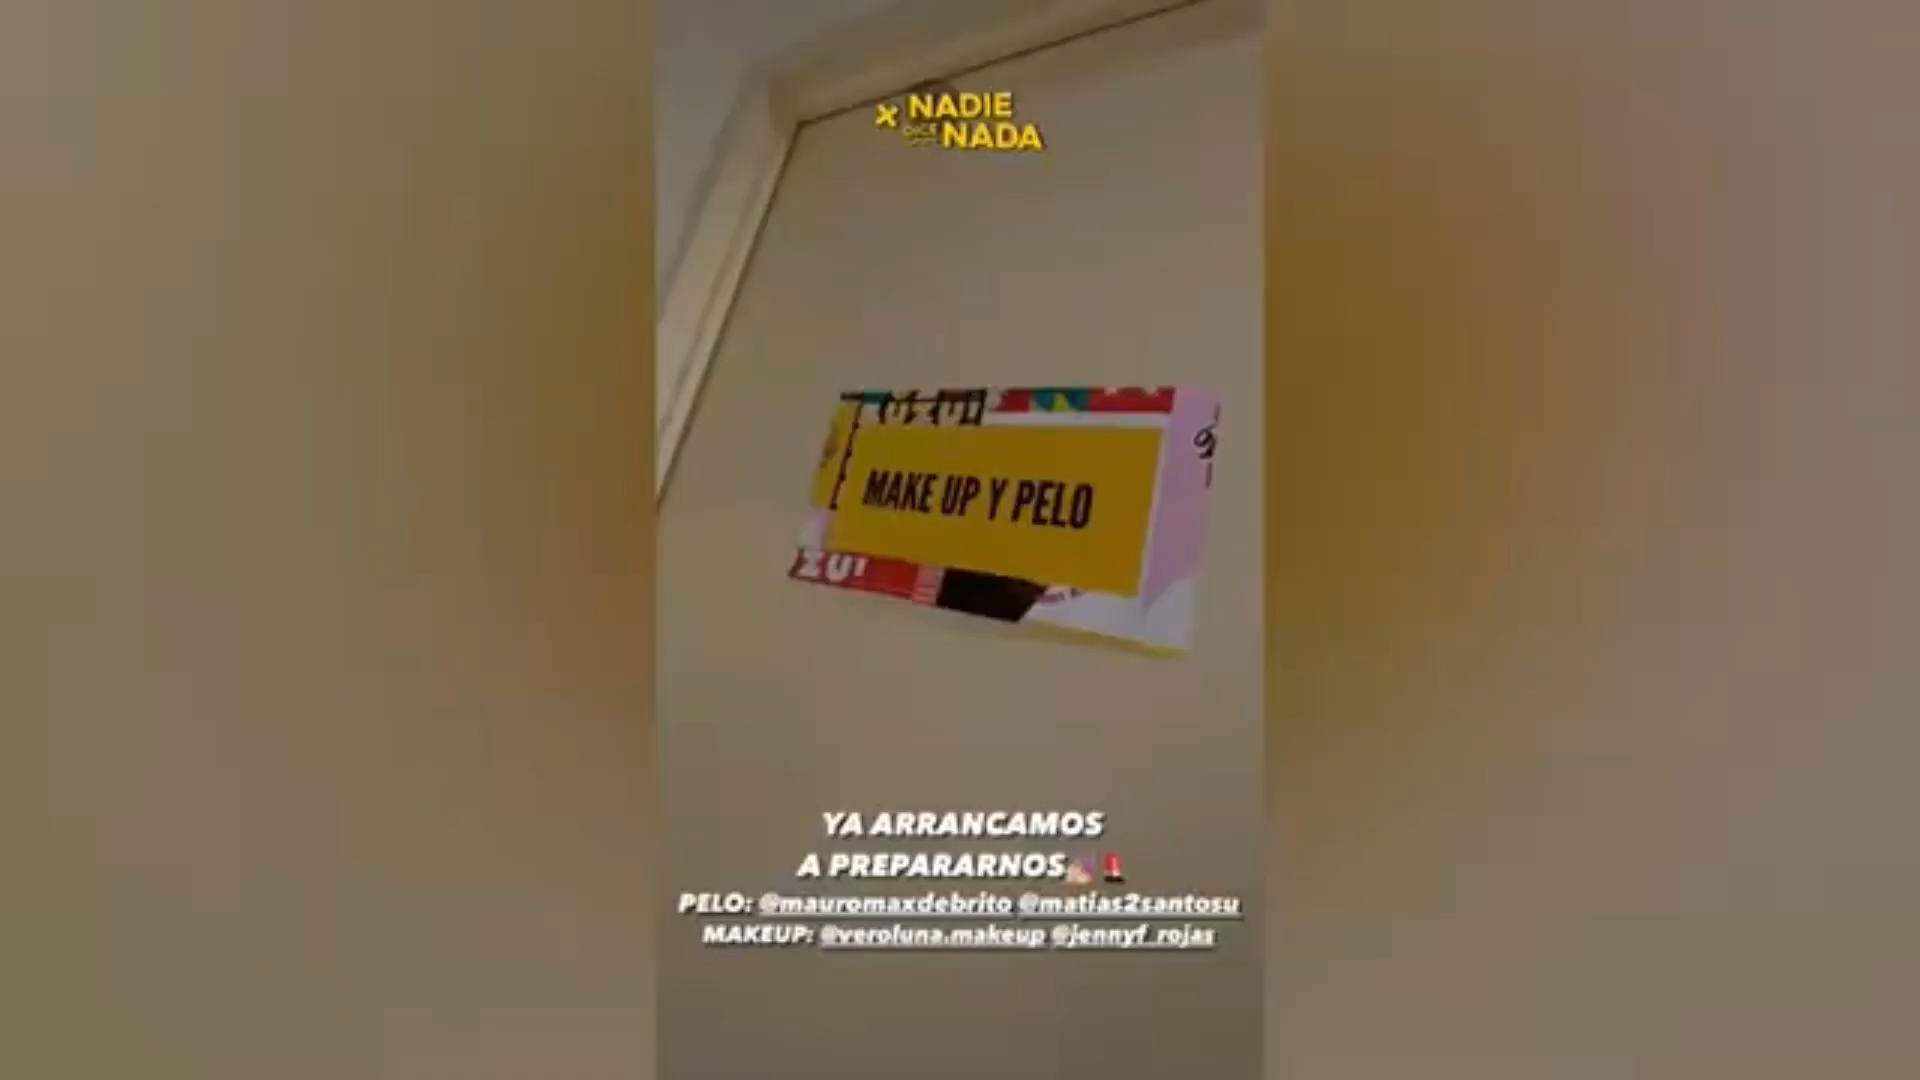 NADIE
DICE NADA
MAKE UP Y PELO
YA ARRANCAMOS
A PREPARARNOS
PELO: @mauromaxdebrito @matias2santosu
MAKEUP: @veroluna.makeup @jennyf_rojas